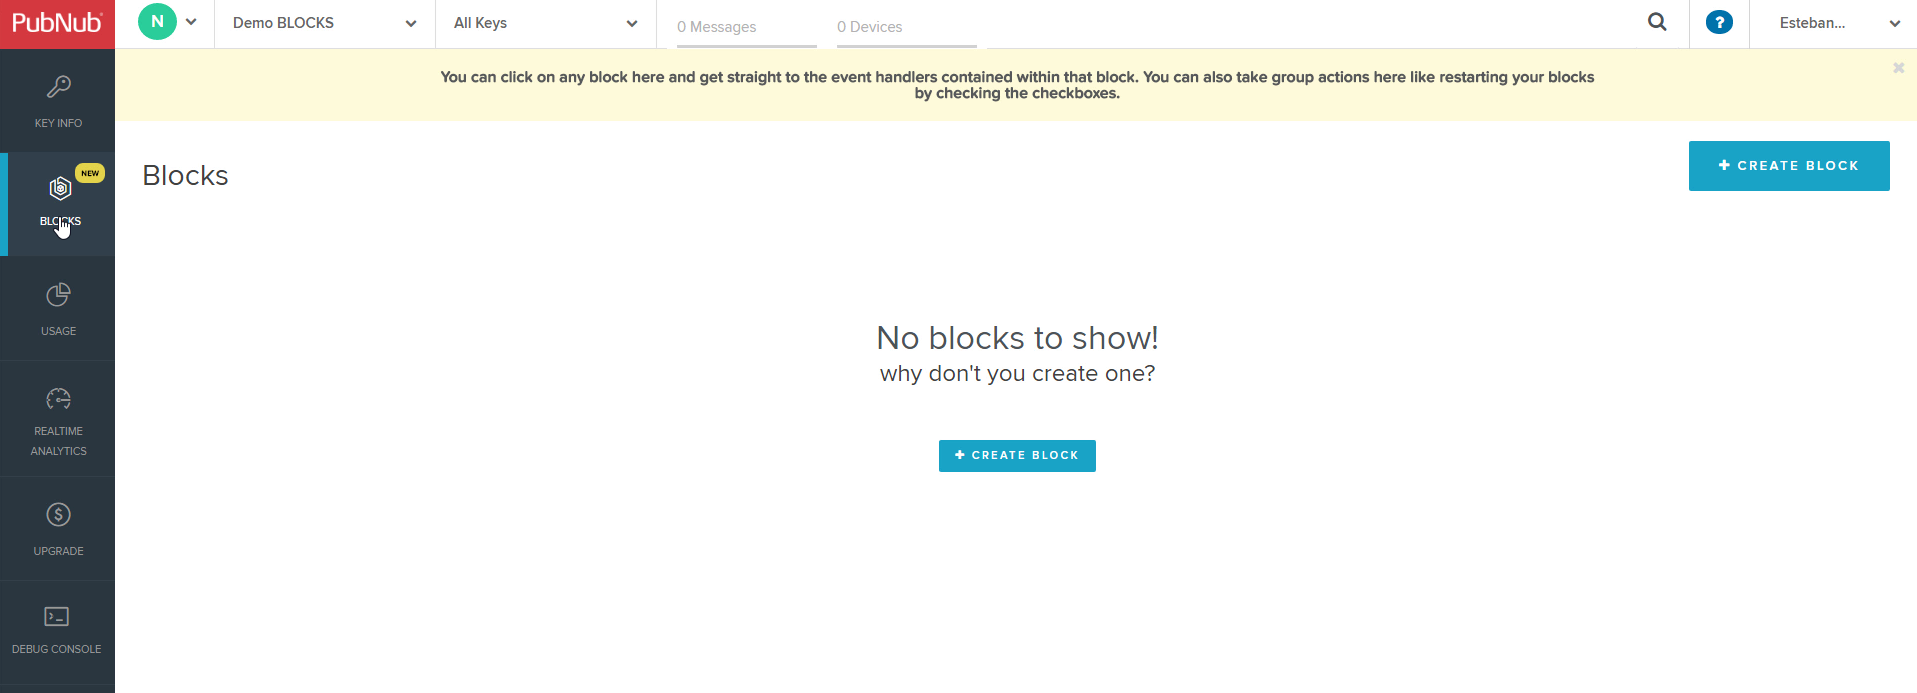 PubNub
N
Demo BLOCKS
All Keys
0 Messages
0 Devices
?
Esteban...
You can click on any block here and get straight to the event handlers contained within that block. You can also take group actions here like restarting your blocks
by checking the checkboxes.
KEY INFO
NEW
BLOCKS
USAGE
REALTIME
ANALYTICS
$
UPGRADE
DEBUG CONSOLE
Blocks
+ CREATE BLOCK
No blocks to show!
why don't you create one?
+ CREATE BLOCK